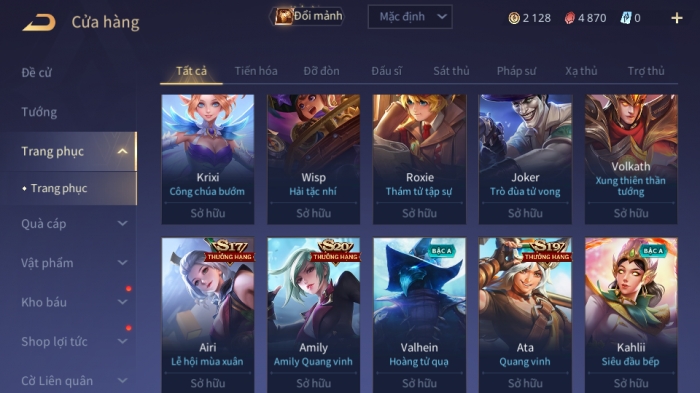 Cửa hàng
Đổi mảnh
Mặc định
2 128
4 870
0
Đề cử
Tướng
Trang phục
Trang phục
Quà cáp
Vật phẩm
Kho báu
Shop lợi tức
Cờ Liên quân
Tất cả
Tiến hóa
Đỡ đòn
Đấu sĩ
Sát thủ
Pháp sư
Xạ thủ
Trợ thủ
Krixi
Công chúa bướm
Sở hữu
Wisp
Hải tặc nhí
Sở hữu
Roxie
Thám tử tập sự
Sở hữu
Joker
Trò đùa tử vong
Sở hữu
Volkath
Xung thiên thần
tướng
Sở hữu
S17
THƯỞNG HẠNG
Airi
Lễ hội mùa xuân
Sở hữu
S20
THƯỞNG HẠNG
Amily
Amily Quang vinh
Sở hữu
BẬC A
Valhein
Hoàng tử quạ
Sở hữu
S19
THƯỞNG HẠNG
Ata
Quang vinh
Sở hữu
BẬC A
Kahlii
Siêu đầu bếp
Sở hữu